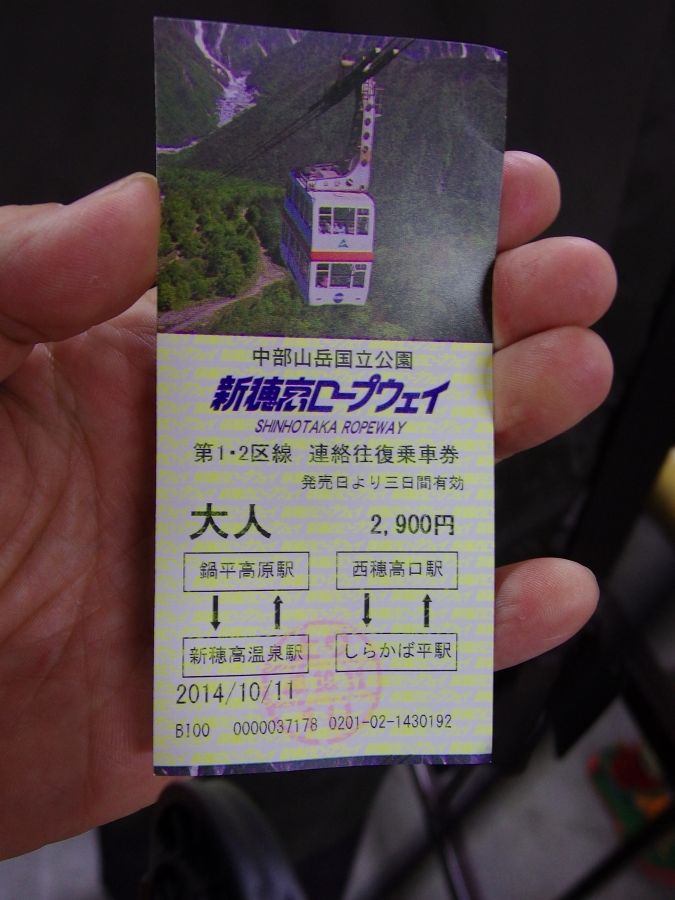 中部山岳国立公園
新穂高ロープウェイ
SHINHOTAKA ROPEWAY
第1・2区線 連絡往復乗車券
発売日より三日間有効
大人 2,900円
鍋平高原駅 西穂高口駅
新穂高温泉駅 しらかば平駅
2014/10/11
B100 0000037178 0201-02-1430192